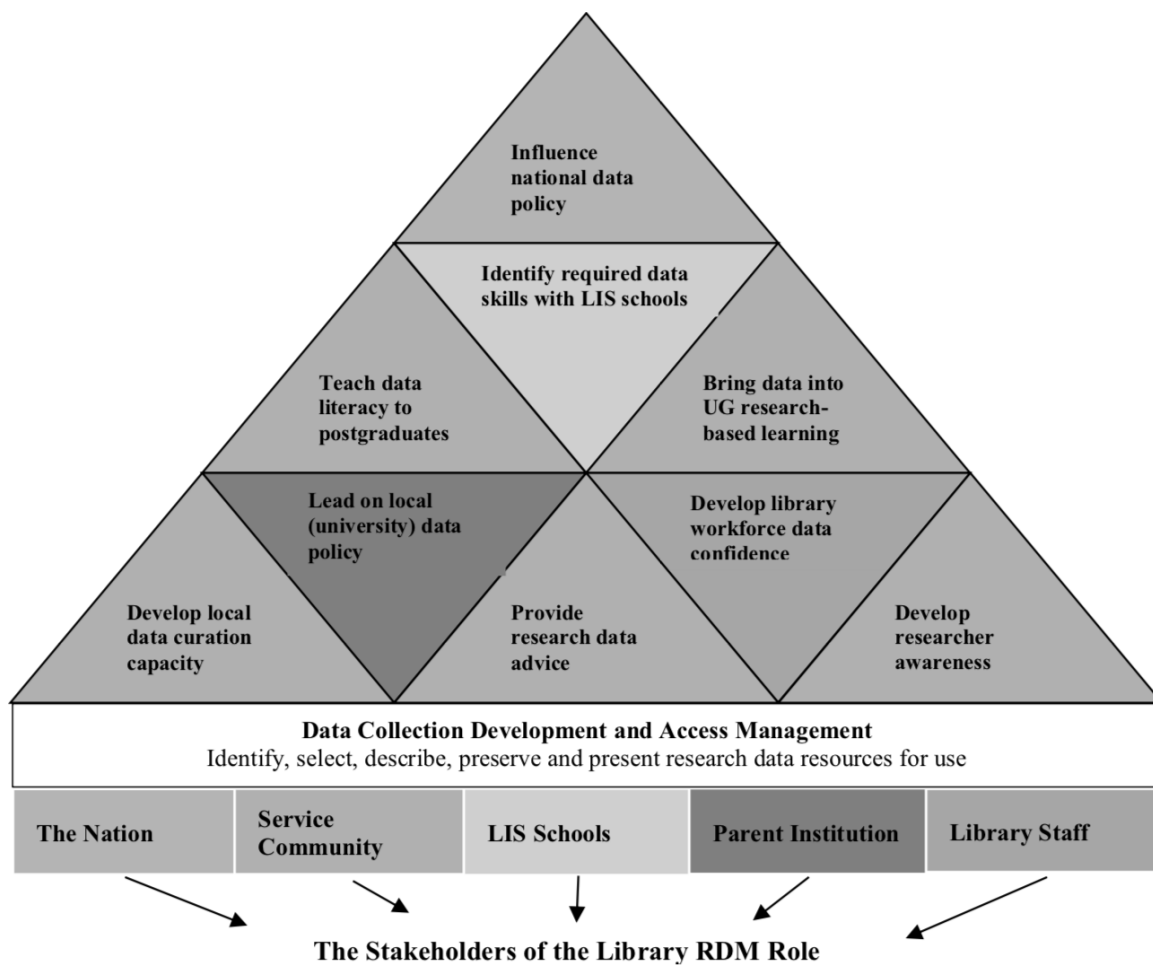 Influence
national data
policy
Identify required data
skills with LIS schools
Teach data
literacy to
postgraduates
Bring data into
UG research-
based learning
Lead on local
(university) data
policy
Develop library
workforce data
confidence
Develop local
data curation
capacity
Provide
research data
advice
Develop
researcher
awareness
Data Collection Development and Access Management
Identify, select, describe, preserve and present research data resources for use
The Nation
Service
Community
LIS Schools
Parent Institution
Library Staff
The Stakeholders of the Library RDM Role